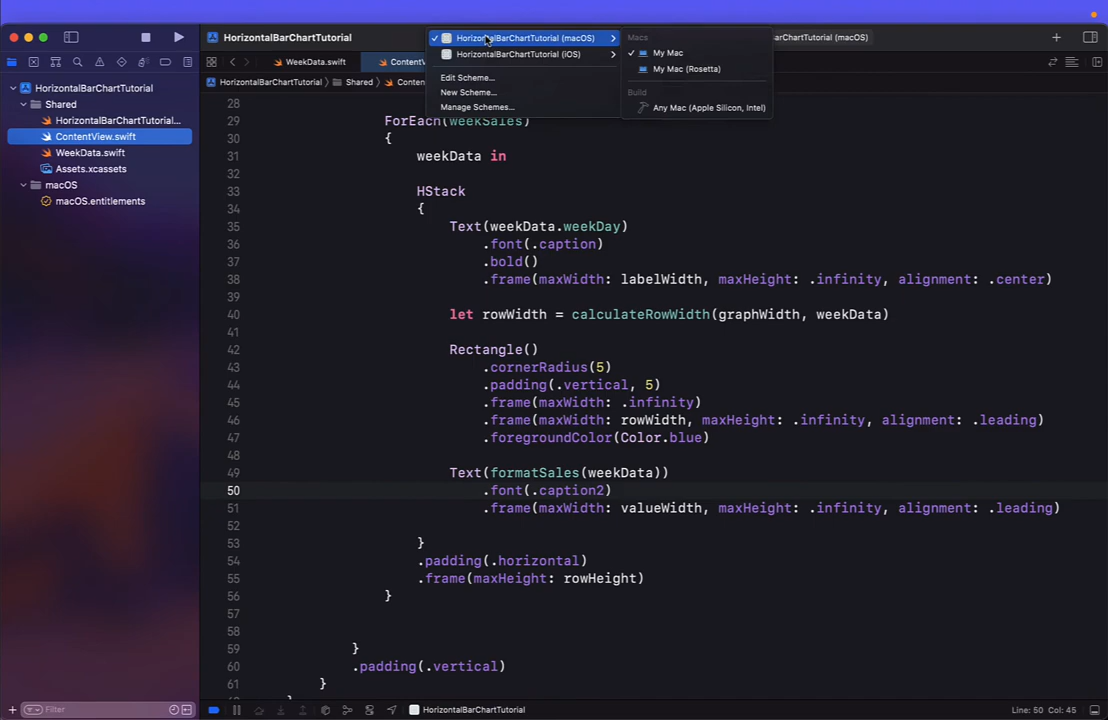 HorizontalBarChartTutorial
HorizontalBarChartTutorial (macOS)
HorizontalBarChartTutorial (iOS)
Edit Scheme...
New Scheme...
Manage Schemes...
Macs
My Mac
My Mac (Rosetta)
Build
Any Mac (Apple Silicon, Intel)
arChartTutorial (macOS)
WeekData.swift
ContentV
HorizontalBarChartTutorial
Shared
Conten
HorizontalBarChartTutorial
Shared
HorizontalBarChartTutorial...
ContentView.swift
WeekData.swift
Assets.xcassets
macOS
macOS.entitlements
28
29 ForEach(weekSales)
30 {
31 weekData in
32
33 HStack
34 {
35 Text(weekData.weekDay)
36 .font(.caption)
37 .bold()
38 .frame(maxWidth: labelWidth, maxHeight: .infinity, alignment: .center)
39
40 let rowWidth = calculateRowWidth(graphWidth, weekData)
41
42 Rectangle()
43 .cornerRadius(5)
44 .padding(.vertical, 5)
45 .frame(maxWidth: .infinity)
46 .frame(maxWidth: rowWidth, maxHeight: .infinity, alignment: .leading)
47 .foregroundColor(Color.blue)
48
49 Text(formatSales(weekData))
50 .font(.caption2)
51 .frame(maxWidth: valueWidth, maxHeight: .infinity, alignment: .leading)
52
53 }
54 .padding(.horizontal)
55 .frame(maxHeight: rowHeight)
56 }
57
58
59 }
60 .padding(.vertical)
61 }
Filter
HorizontalBarChartTutorial
Line: 50 Col: 45